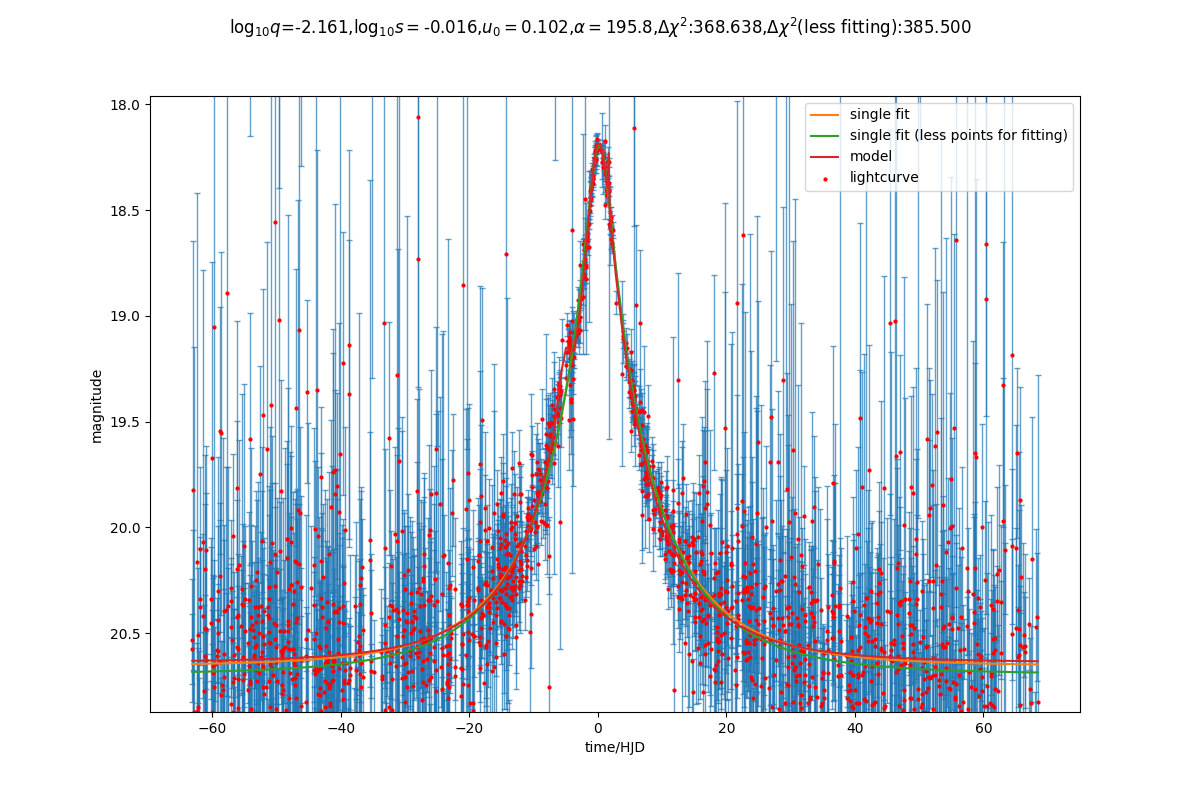 log₁₀q=-2.161,log₁₀s = -0.016,u₀ = 0.102,α = 195.8,Δχ²:368.638,Δχ²(less fitting):385.500
single fit
single fit (less points for fitting)
model
lightcurve
magnitude
18.0
18.5
19.0
19.5
20.0
20.5
−60
−40
−20
0
20
40
60
time/HJD